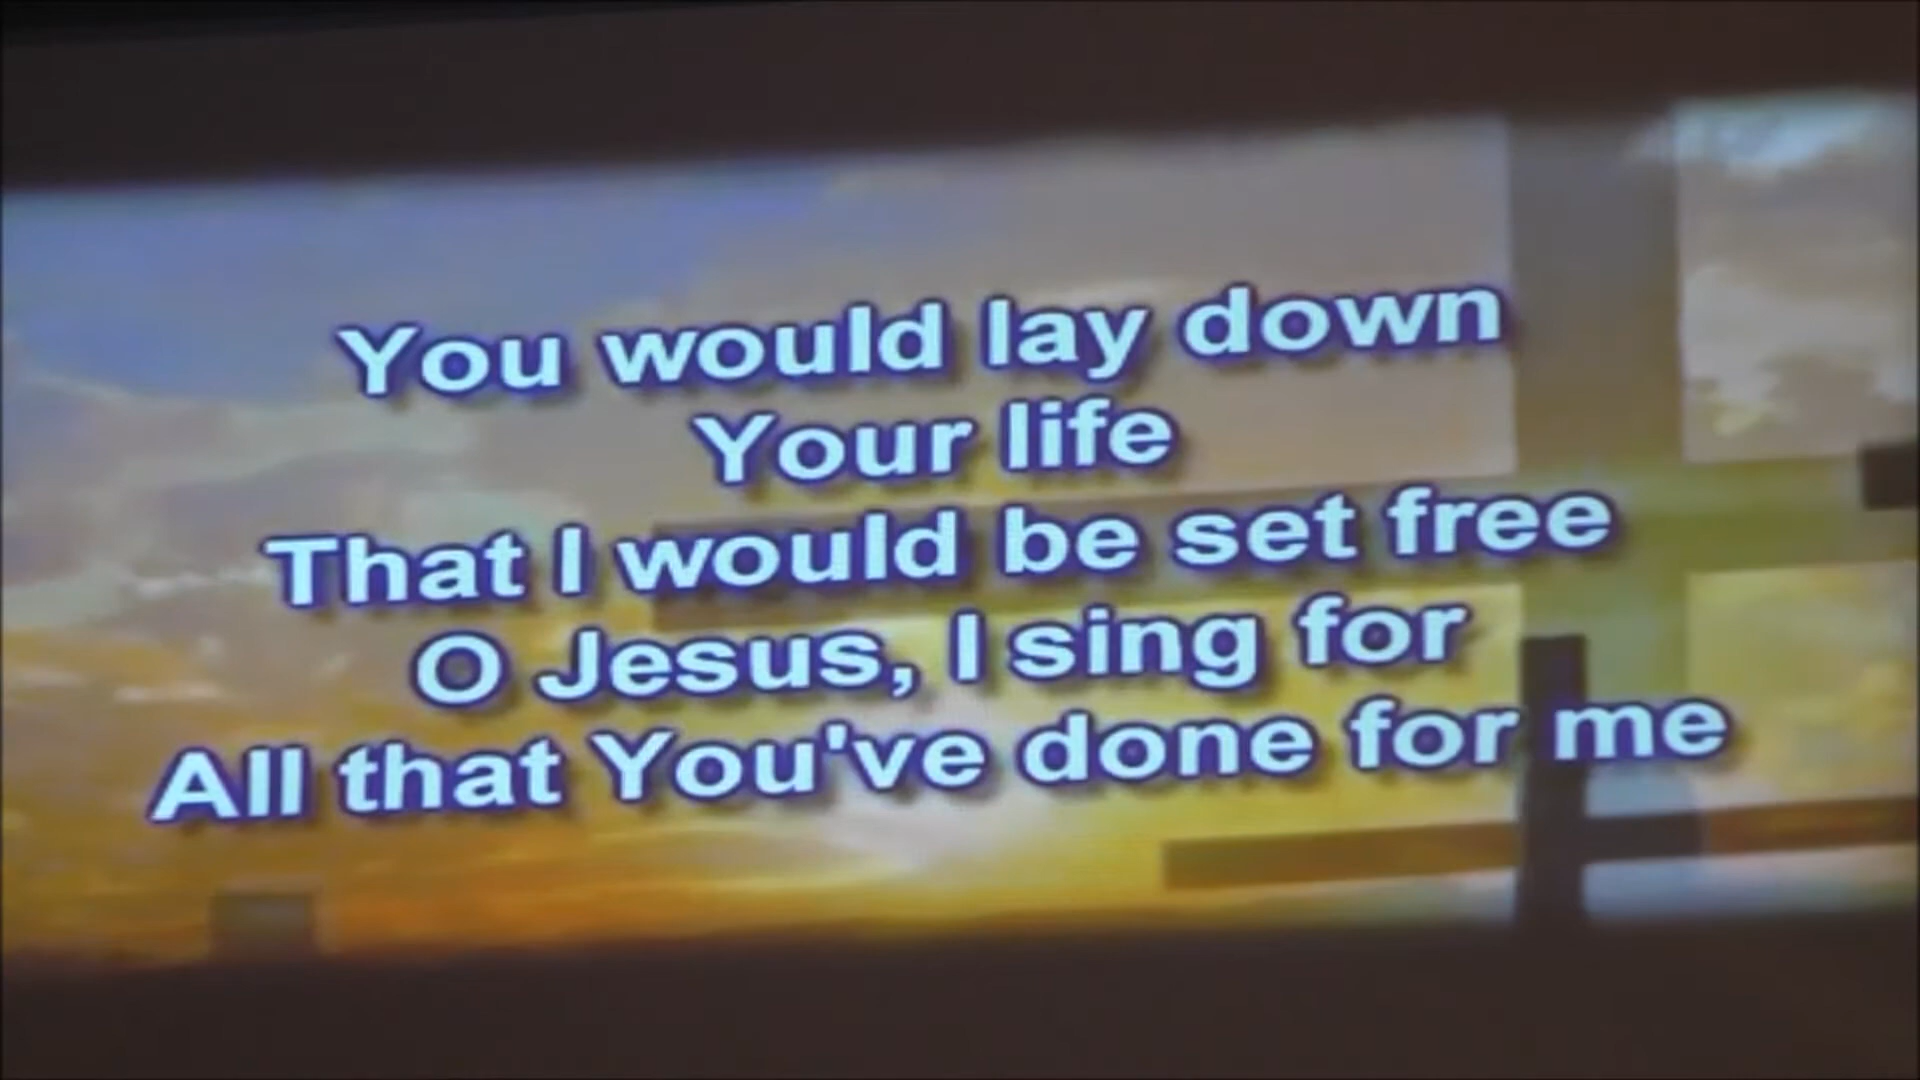 You would lay down
Your life
That I would be set free
O Jesus, I sing for
All that You've done for me